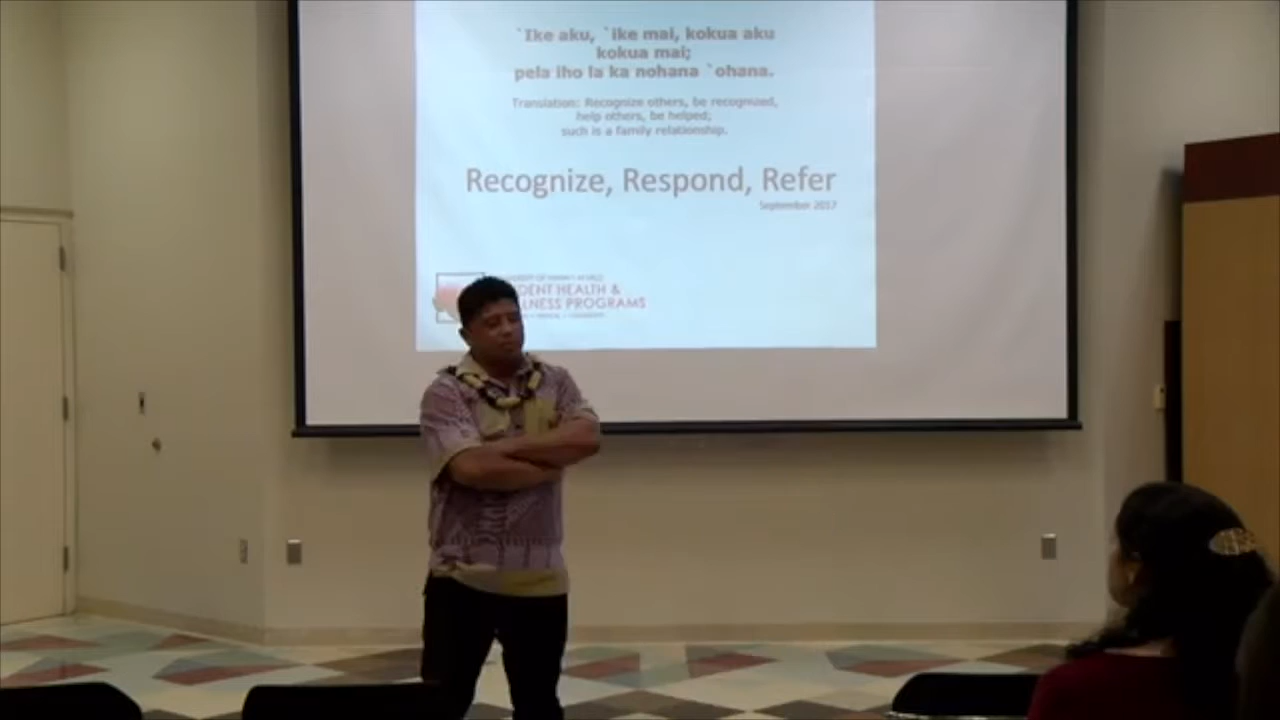 `Ike aku, `ike mai, kokua aku
kokua mai;
pela iho la ka nohana `ohana.
Translation: Recognize others, be recognized,
help others, be helped;
such is a family relationship.
Recognize, Respond, Refer
September 2017
DENT HEALTH &
LNESS PROGRAMS